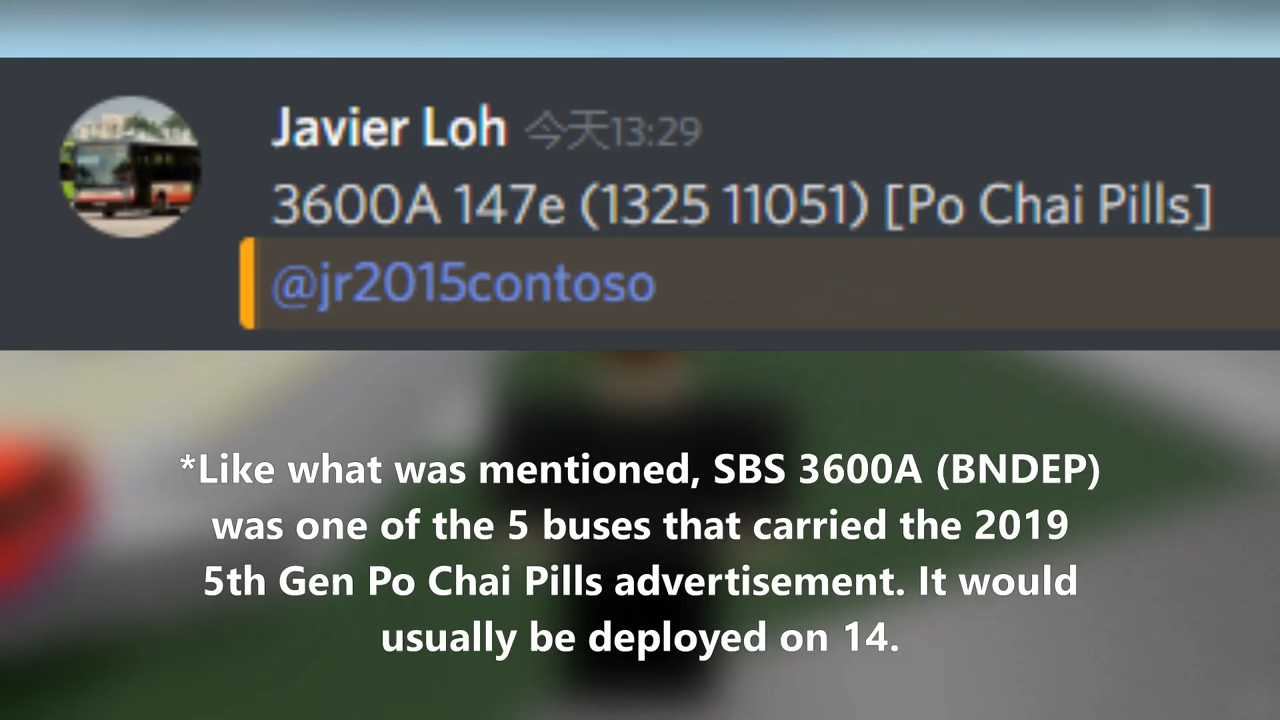 Javier Loh 今天13:29
3600A 147e (1325 11051) [Po Chai Pills]
@jr2015contoso
*Like what was mentioned, SBS 3600A (BNDEP)
was one of the 5 buses that carried the 2019
5th Gen Po Chai Pills advertisement. It would
usually be deployed on 14.